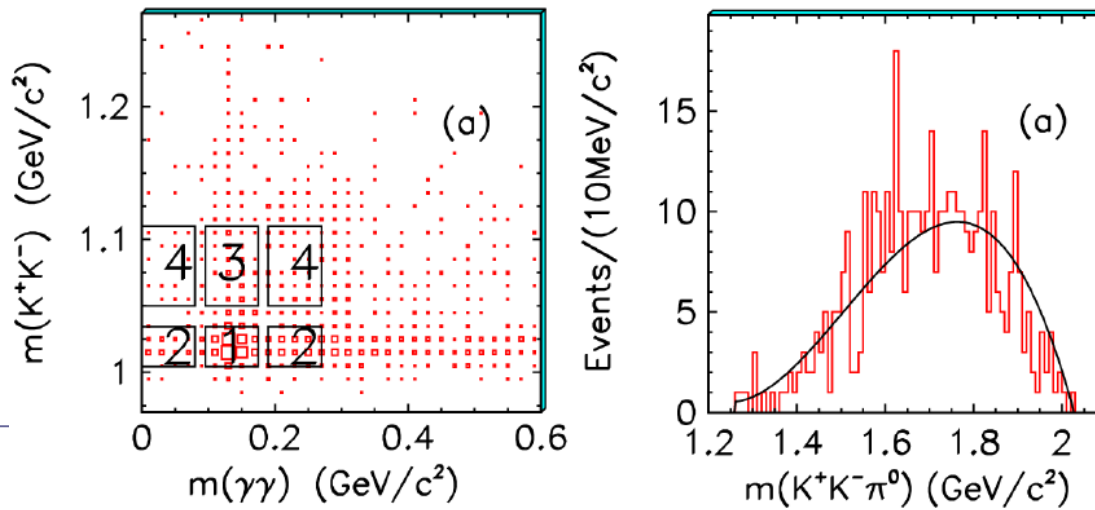 m(K⁺K⁻) (GeV/c²)
1.2
1.1
1
(a)
4 3 4
2 1 2
0 0.2 0.4 0.6
m(γγ) (GeV/c²)
Events/(10MeV/c²)
15
10
5
0
(a)
1.2 1.4 1.6 1.8 2
m(K⁺K⁻π⁰) (GeV/c²)